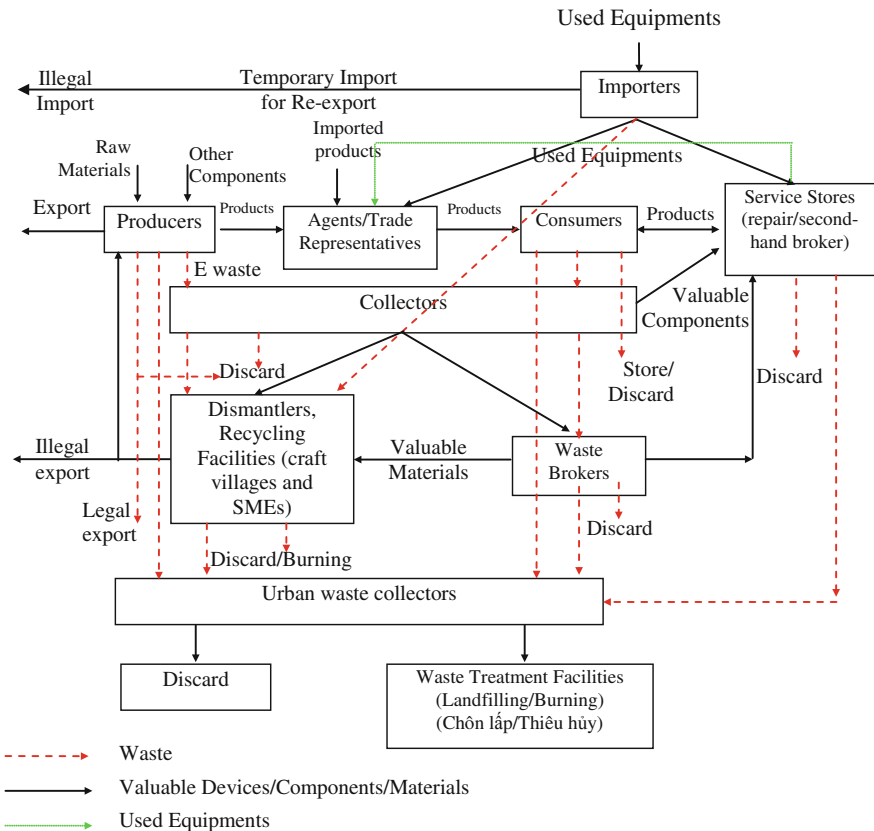 Used Equipments
Illegal
Import
Temporary Import
for Re-export
Importers
Raw
Materials
Other
Components
Imported
products
Used Equipments
Export
Producers
Products
Agents/Trade
Representatives
Products
Consumers
Products
Service Stores
(repair/second-
hand broker)
E waste
Collectors
Valuable
Components
Discard
Store/
Discard
Discard
Dismantlers,
Recycling
Facilities (craft
villages and
SMEs)
Illegal
export
Valuable
Materials
Waste
Brokers
Legal
export
Discard
Discard/Burning
Urban waste collectors
Discard
Waste Treatment Facilities
(Landfilling/Burning)
(Chôn lấp/Thiêu hủy)
Waste
Valuable Devices/Components/Materials
Used Equipments